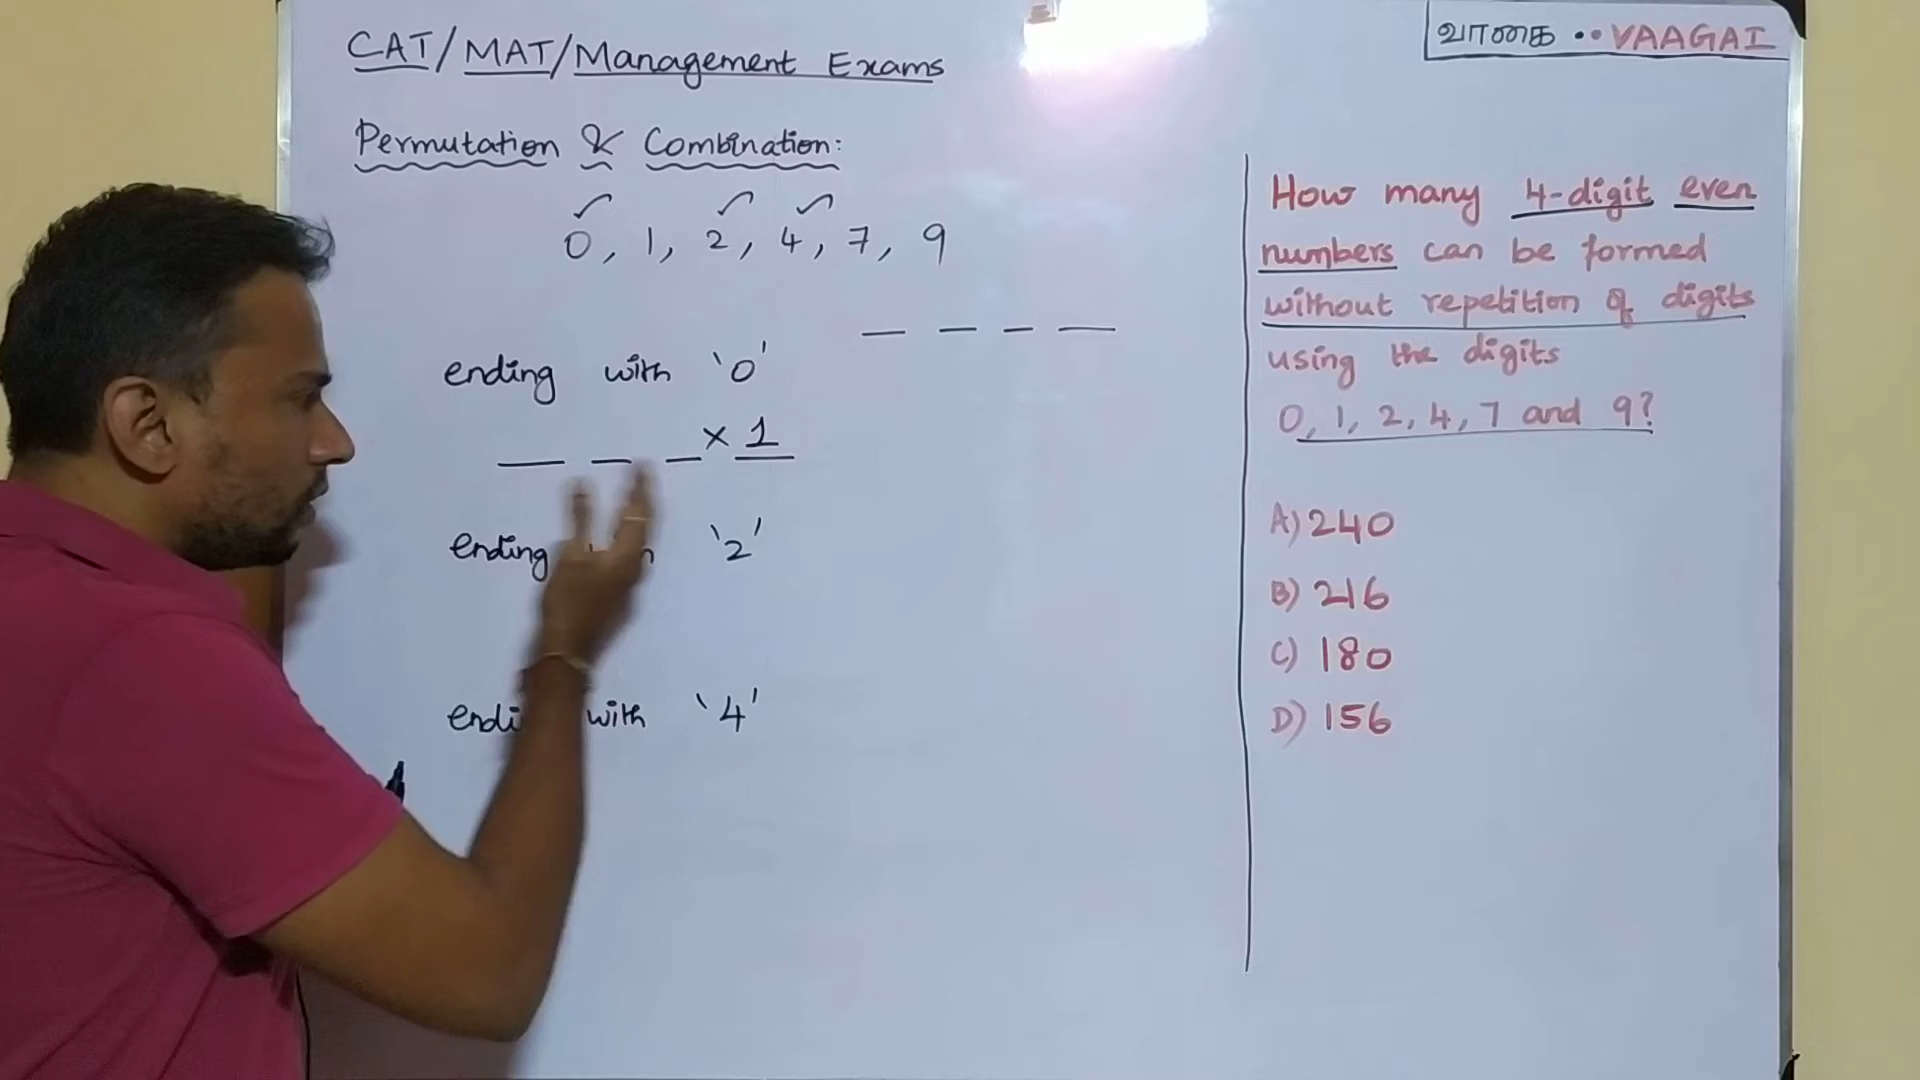 CAT/MAT/Management Exams
வாகை ••VAAGAI
Permutation & Combination:
0, 1, 2, 4, 7, 9
ending with '0'
× 1
ending '2'
with '4'
How many 4-digit even
numbers can be formed
without repetition of digits
using the digits
0, 1, 2, 4, 7 and 9?
A) 240
B) 216
C) 180
D) 156